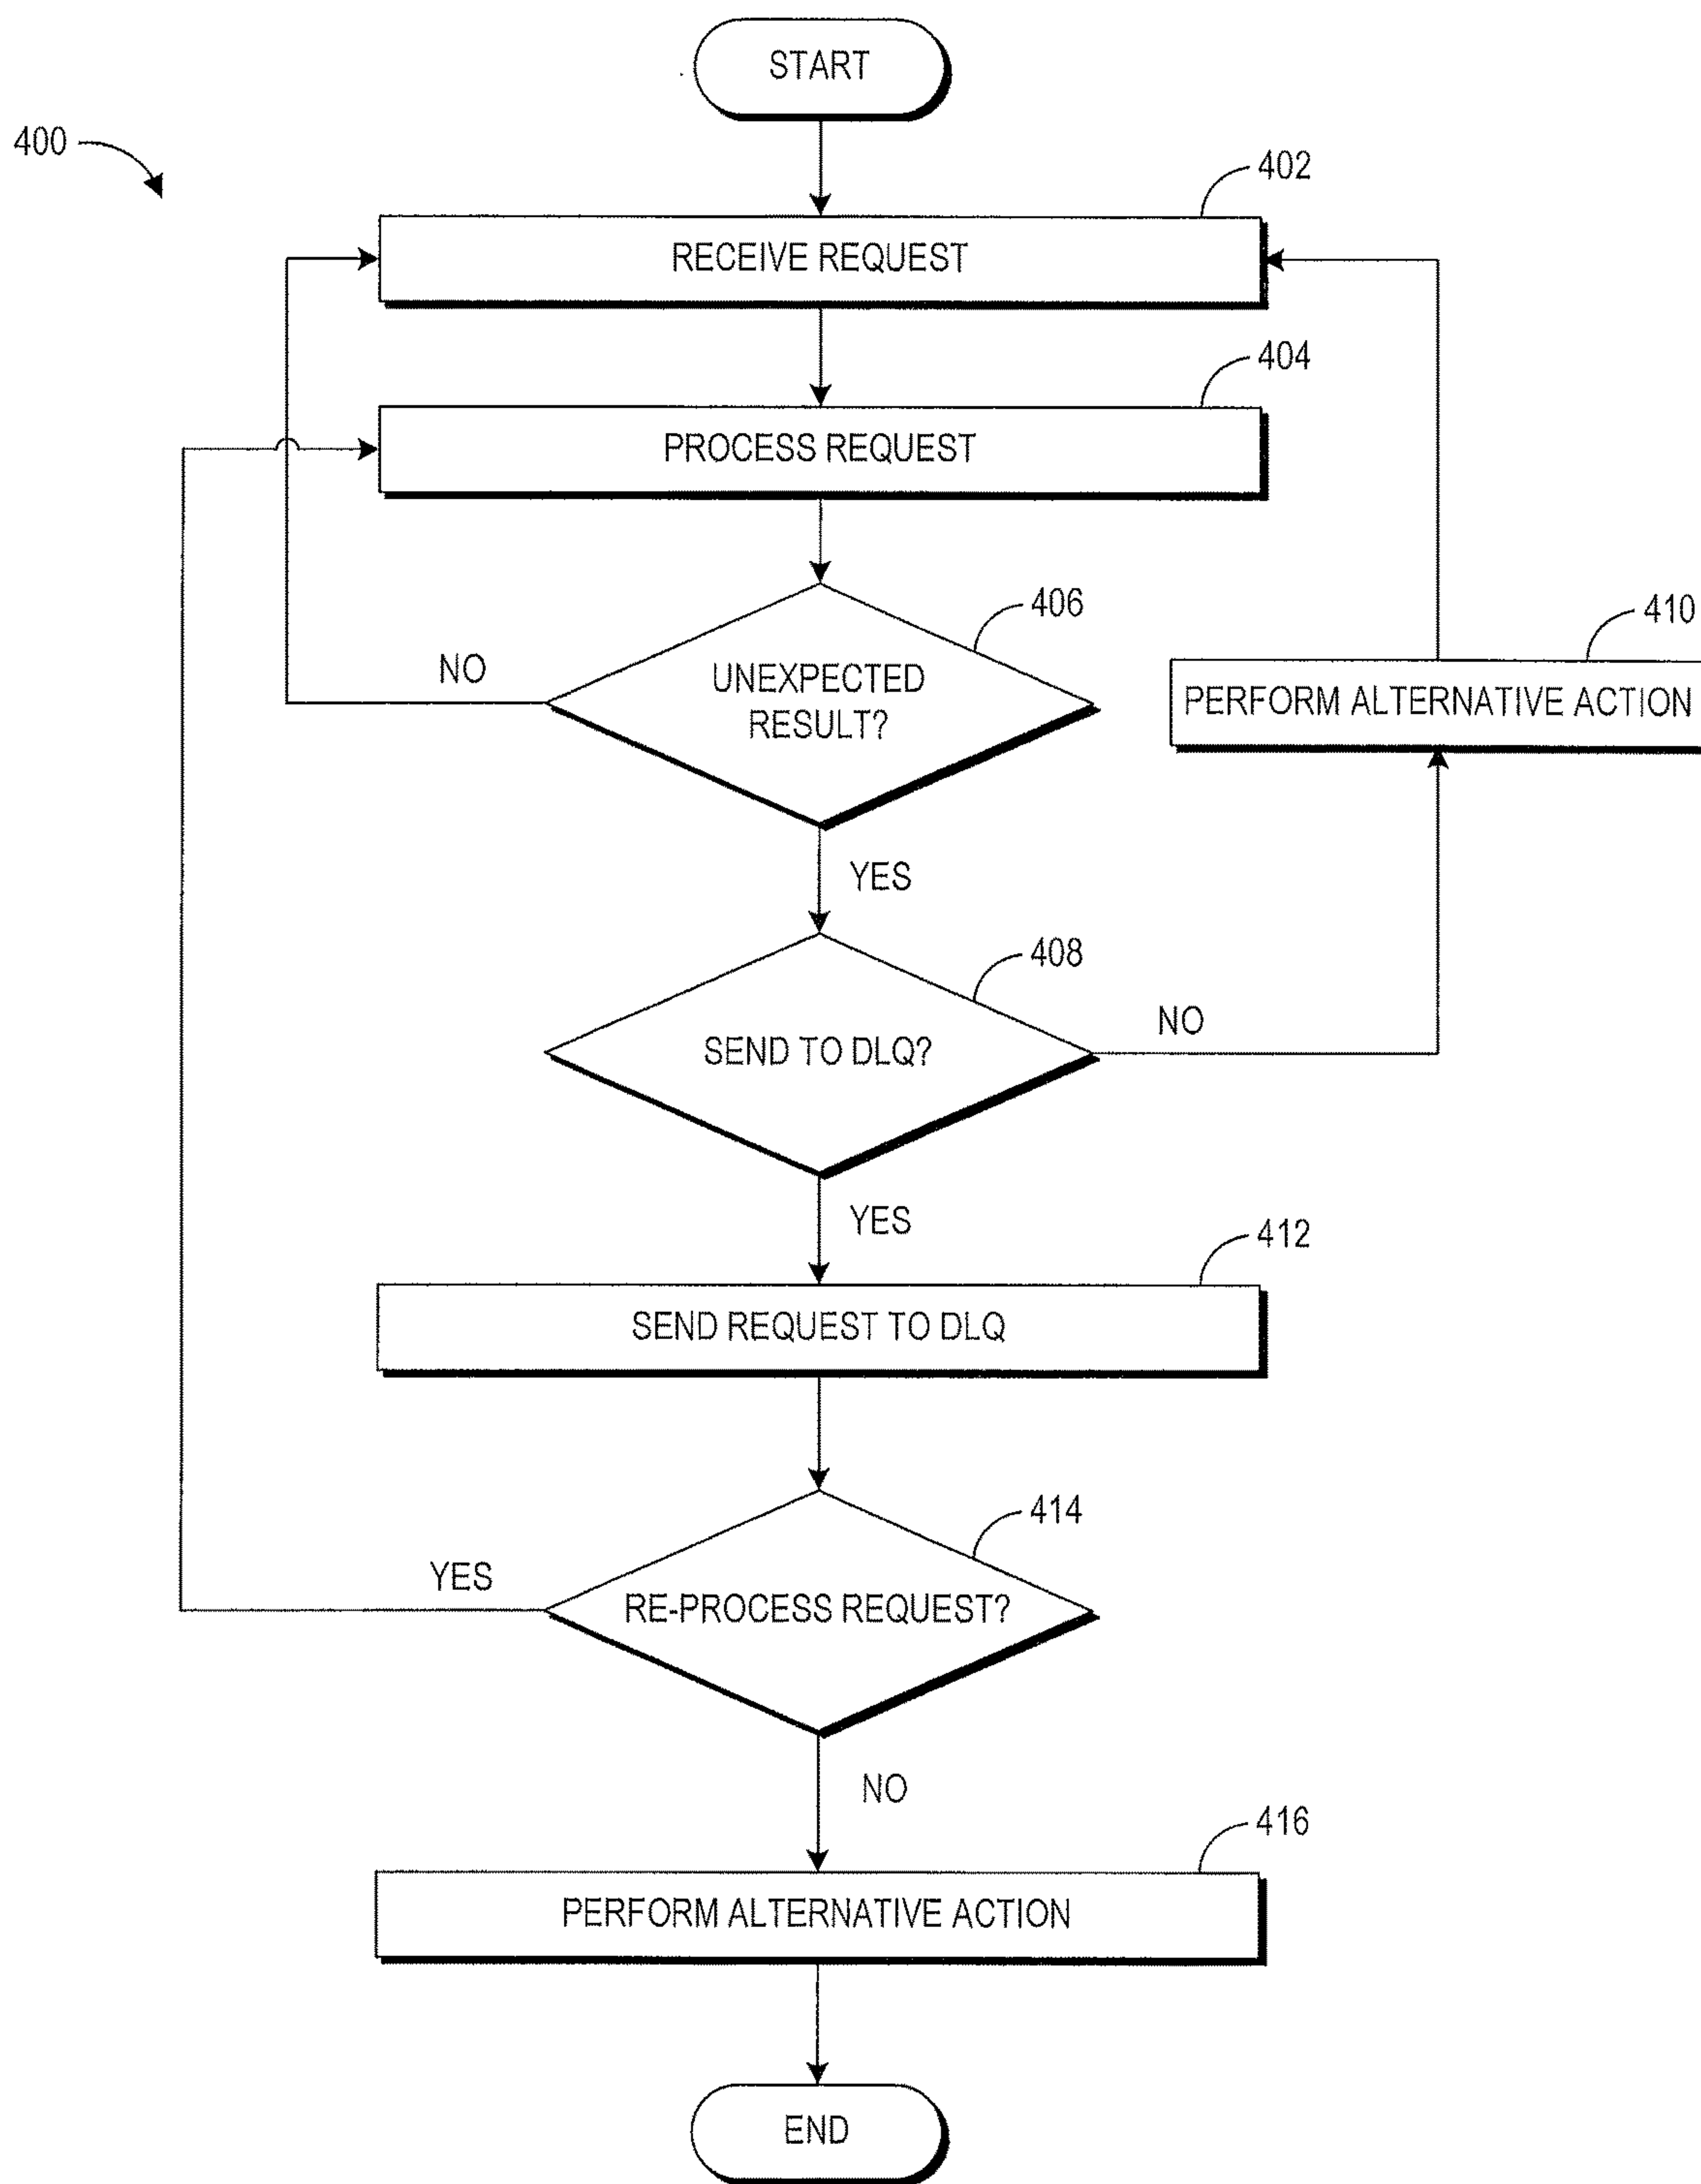 START
400
402
RECEIVE REQUEST
404
PROCESS REQUEST
406
410
NO
UNEXPECTED
RESULT?
PERFORM ALTERNATIVE ACTION
YES
408
NO
SEND TO DLQ?
YES
412
SEND REQUEST TO DLQ
414
YES
RE-PROCESS REQUEST?
NO
416
PERFORM ALTERNATIVE ACTION
END